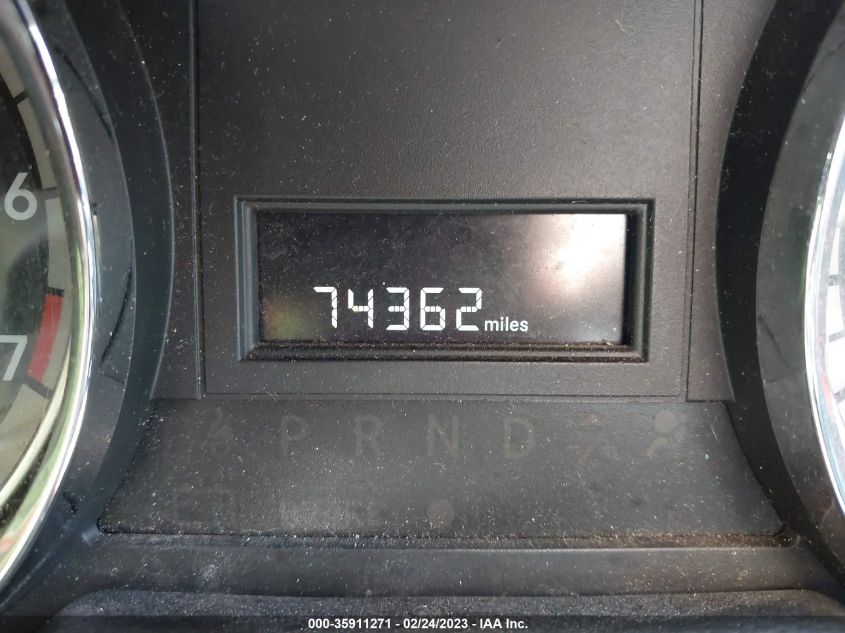 6
7
74362 miles
P R N D
000-35911271 - 02/24/2023 - IAA Inc.